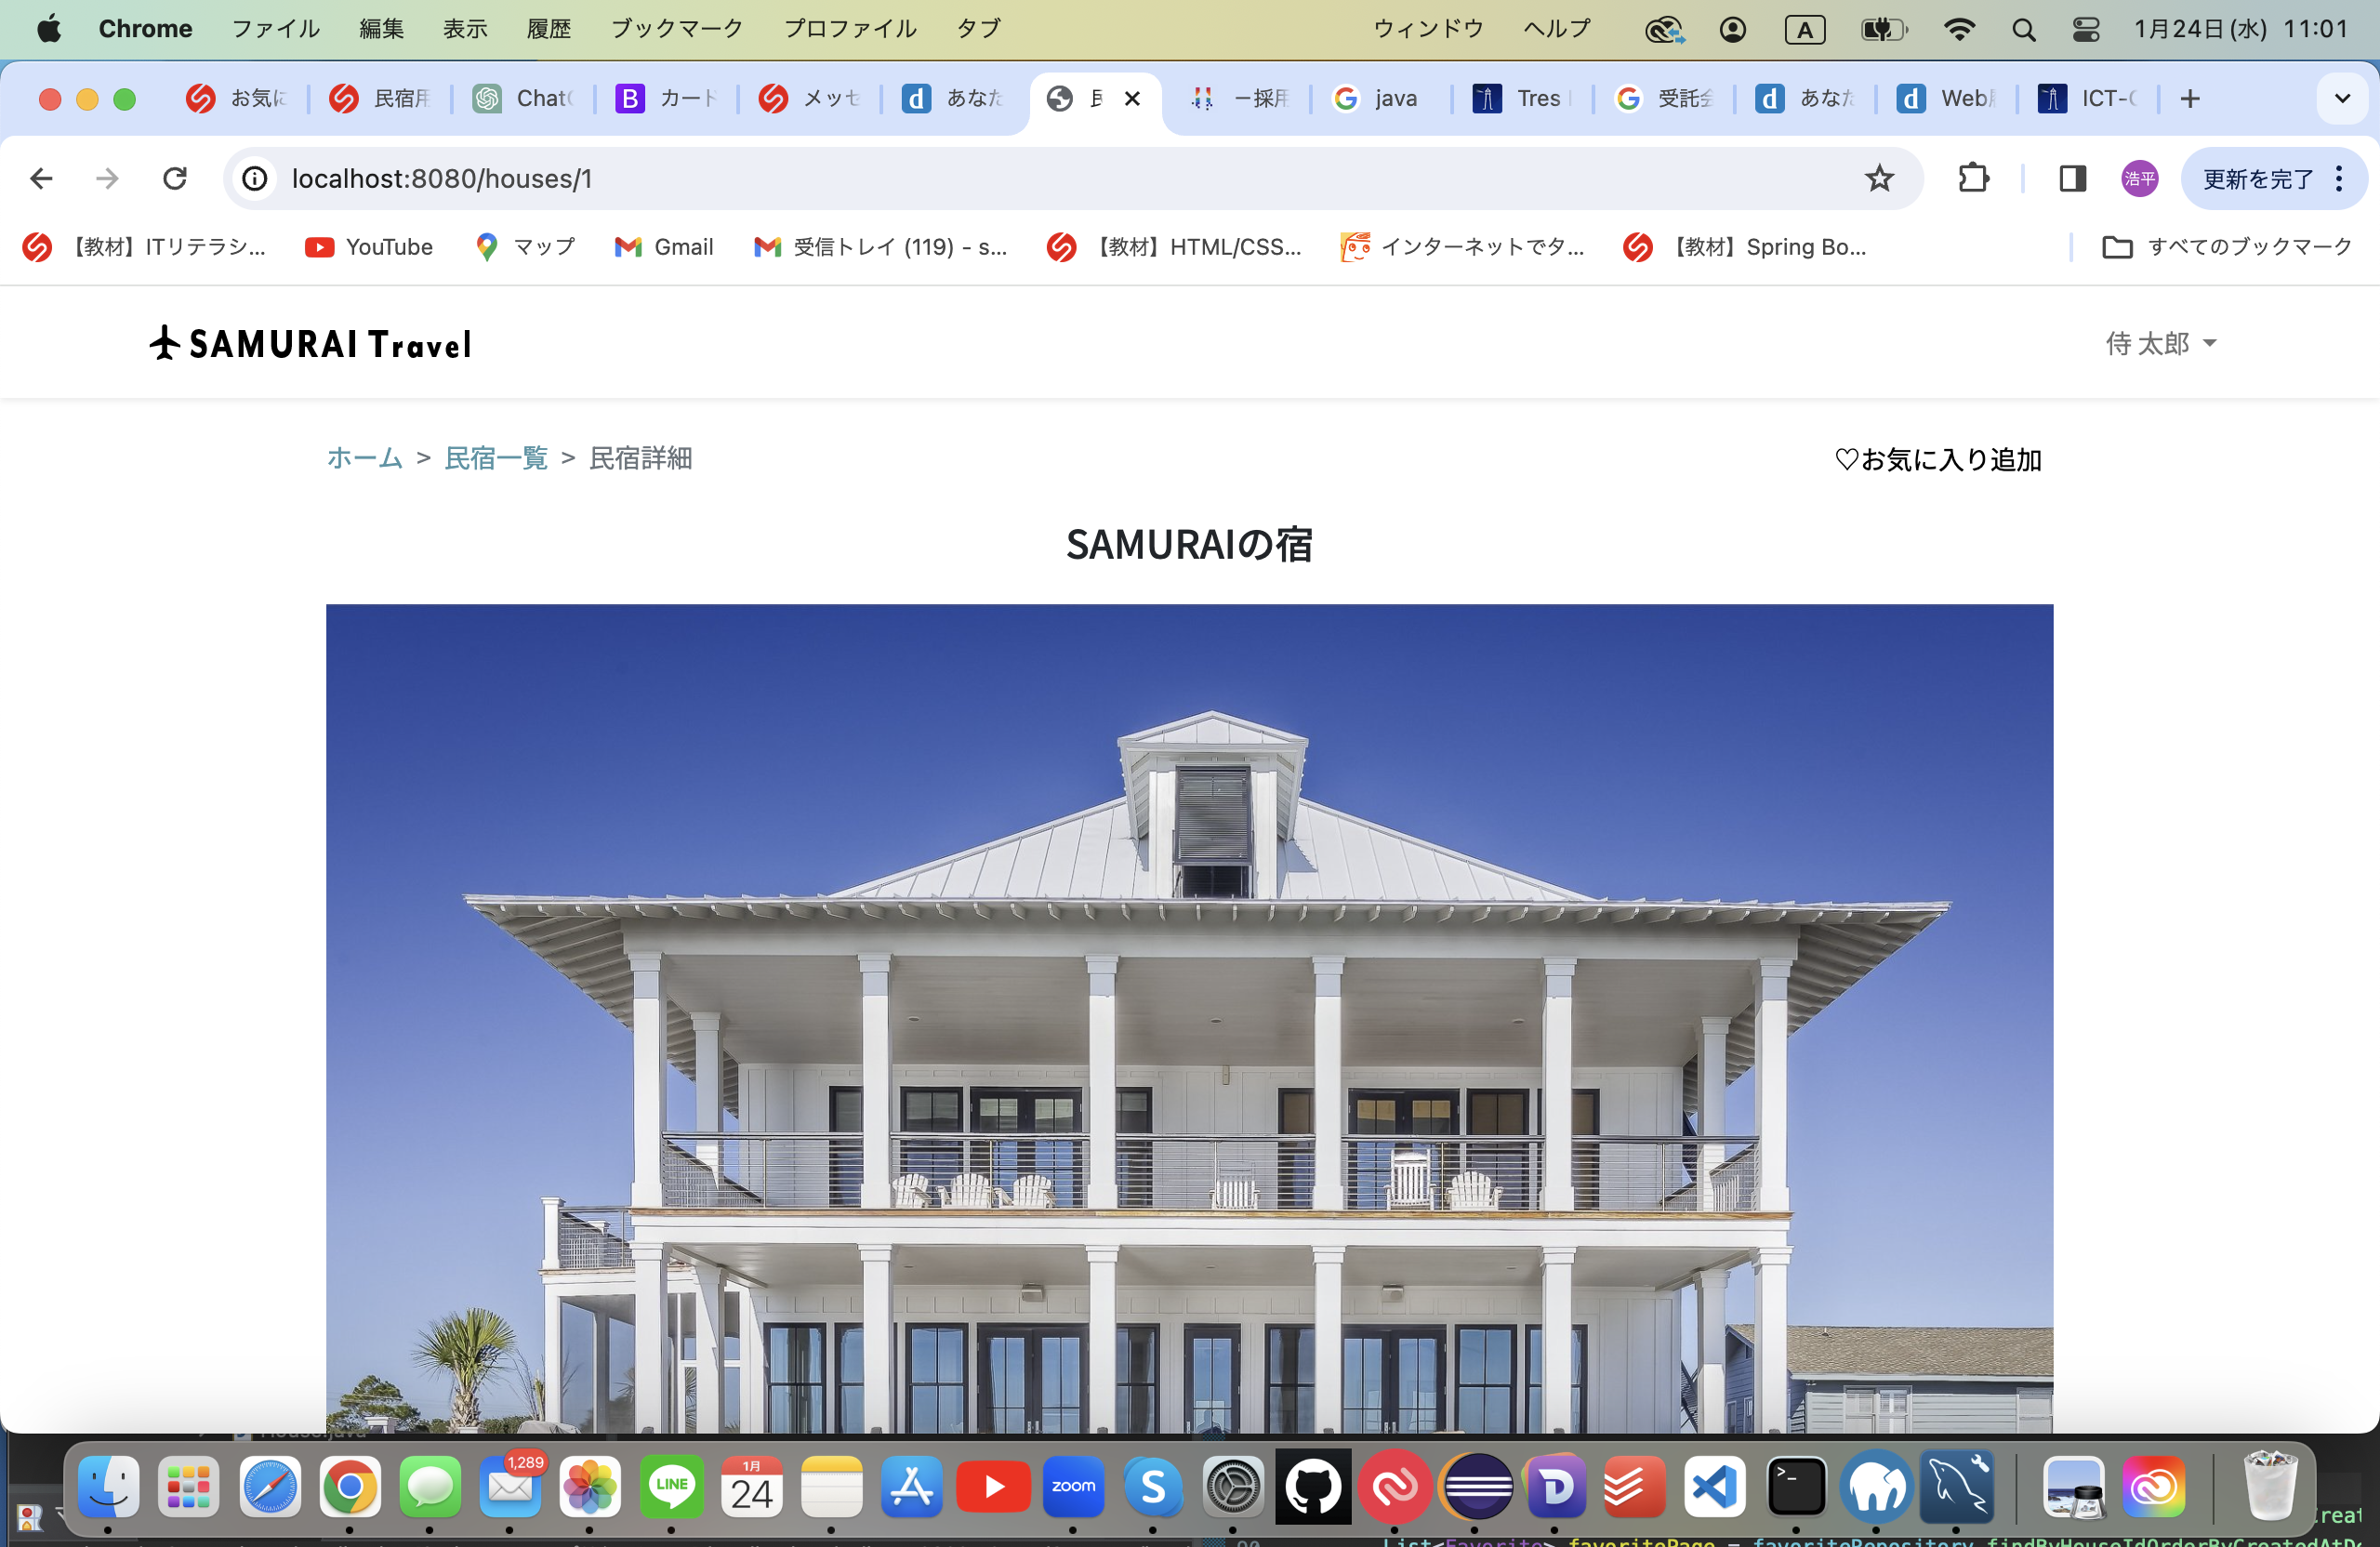 Chrome ファイル 編集 表示 履歴 ブックマーク プロファイル タブ ウィンドウ ヘルプ A 1月24日(水) 11:01
お気に 民宿用 Chat カード メッセ あなた 民 －採用 java Tres 受託会 あなた Web ICT-
localhost:8080/houses/1 浩平 更新を完了
【教材】ITリテラシ... YouTube マップ Gmail 受信トレイ (119) - s... 【教材】HTML/CSS... インターネットでタ... 【教材】Spring Bo... すべてのブックマーク
SAMURAI Travel 侍 太郎
ホーム > 民宿一覧 > 民宿詳細 ♡お気に入り追加
SAMURAIの宿
1,289
LINE
1月
24
zoom
List<Favorite> favoritePage = favoriteRepository.findByHouseIdOrderByCreatedAtDe